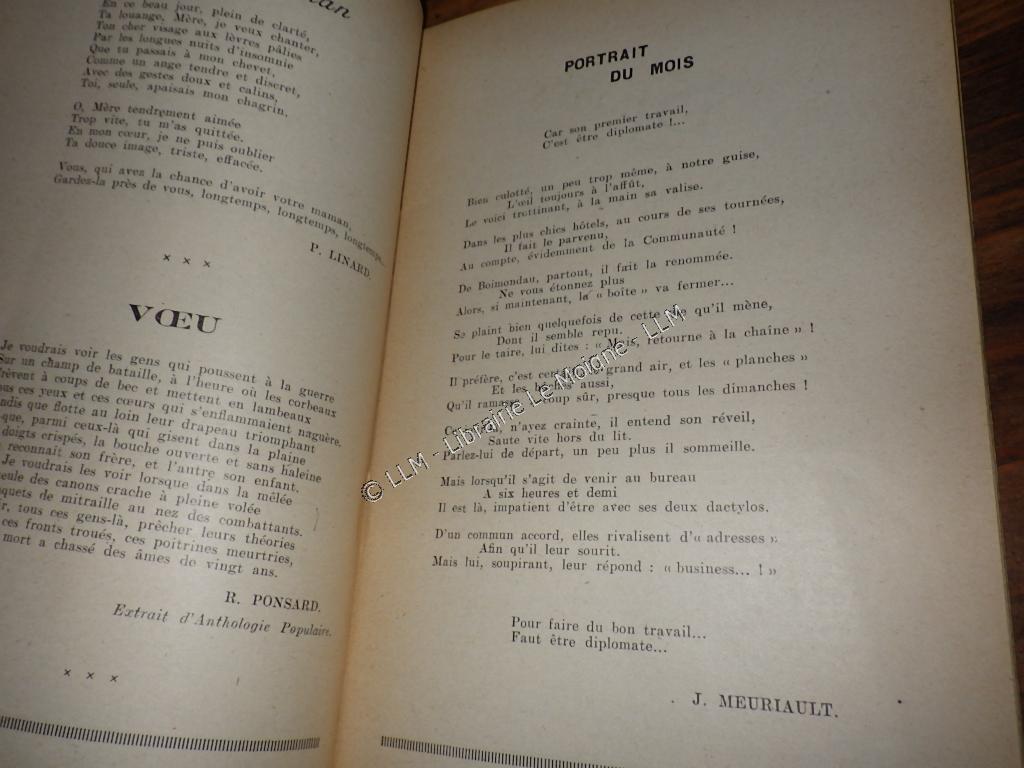 man
En ce beau jour, plein de clarté,
Ta louange, Mère, je veux chanter,
Ton cher visage aux lèvres pâlies
Par les longues nuits d'insomnie
Que tu passais à mon chevet,
Comme un ange tendre et discret,
Avec des gestes doux et calins,
Toi, seule, apaisais mon chagrin.
O, Mère tendrement aimée
Trop vite, tu m'as quittée.
En mon cœur, je ne puis oublier
Ta douce image, triste, effacée.
Vous, qui avez la chance d'avoir votre maman,
Gardez-la près de vous, longtemps, longtemps, longtemps...
P. LINARD.
× × ×
VŒU
Je voudrais voir les gens qui poussent à la guerre
Sur un champ de bataille, à l'heure où les corbeaux
rèvent à coups de bec et mettent en lambeaux
ous ces yeux et ces cœurs qui s'enflammaient naguère.
ndis que flotte au loin leur drapeau triomphant
que, parmi ceux-là qui gisent dans la plaine
doigts crispés, la bouche ouverte et sans haleine
reconnait son frère, et l'autre son enfant.
Je voudrais les voir lorsque dans la mêlée
eule des canons crache à pleine volée
quets de mitraille au nez des combattants.
ir, tous ces gens-là, prêcher leurs théories
ces fronts troués, ces poitrines meurtries,
mort a chassé des âmes de vingt ans.
R. PONSARD.
Extrait d'Anthologie Populaire.
× × ×
PORTRAIT
DU MOIS
Car son premier travail,
C'est être diplomate !...
Bien culotté, un peu trop même, à notre guise,
L'œil toujours à l'affût,
Le voici trottinant, à la main sa valise.
Dans les plus chics hôtels, au cours de ses tournées,
Il fait le parvenu,
Au compte, évidemment de la Communauté !
De Boimondau, partout, il fait la renommée.
Ne vous étonnez plus
Alors, si maintenant, la « boîte » va fermer...
Se plaint bien quelquefois de cette vie qu'il mène,
Dont il semble repu.
Pour le taire, lui dites : « Mais, retourne à la chaîne » !
Il préfère, c'est grand air, et les « planches »
Et les aussi,
Qu'il ramasse coup sûr, presque tous les dimanches !
n'ayez crainte, il entend son réveil,
Saute vite hors du lit.
Parlez-lui de départ, un peu plus il sommeille.
Mais lorsqu'il s'agit de venir au bureau
A six heures et demi
Il est là, impatient d'être avec ses deux dactylos.
D'un commun accord, elles rivalisent d'« adresses »
Afin qu'il leur sourit.
Mais lui, soupirant, leur répond : « business... ! »
Pour faire du bon travail...
Faut être diplomate...
J. MEURIAULT.
© LLM - Librairie Le Moigne - LLM